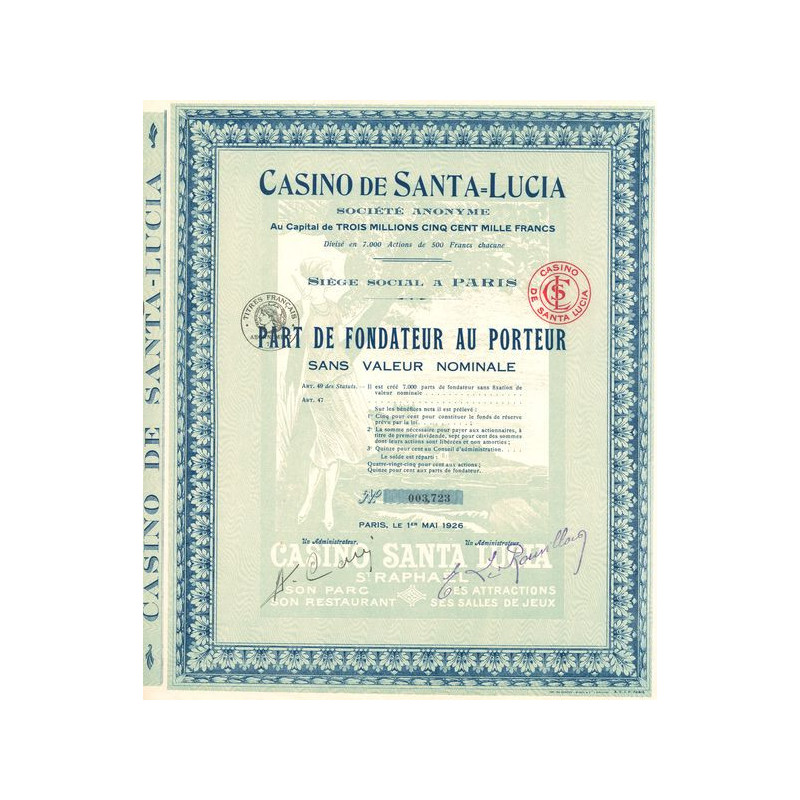 CASINO DE SANTA-LUCIA
CASINO DE SANTA=LUCIA
SOCIÉTÉ ANONYME
Au Capital de TROIS MILLIONS CINQ CENT MILLE FRANCS
Divisé en 7.000 Actions de 500 Francs chacune
SIÈGE SOCIAL A PARIS
TITRES FRANÇAIS
CASINO DE SANTA LUCIA
PART DE FONDATEUR AU PORTEUR
SANS VALEUR NOMINALE
ART. 49 des Statuts. — Il est créé 7.000 parts de fondateur sans fixation de
valeur nominale
ART. 47
Sur les bénéfices nets il est prélevé :
1° Cinq pour cent pour constituer le fonds de réserve
prévu par la loi
2° La somme nécessaire pour payer aux actionnaires, à
titre de premier dividende, sept pour cent des sommes
dont leurs actions sont libérées et non amorties ;
3° Quinze pour cent au Conseil d'administration.
Le solde est réparti :
Quatre-vingt-cinq pour cent aux actions ;
Quinze pour cent aux parts de fondateur.
Nº 003,723
PARIS, LE 1ER MAI 1926
Un Administrateur, Un Administrateur,
CASINO SANTA LUCIA
ST RAPHAEL
SON PARC SES ATTRACTIONS
SON RESTAURANT SES SALLES DE JEUX